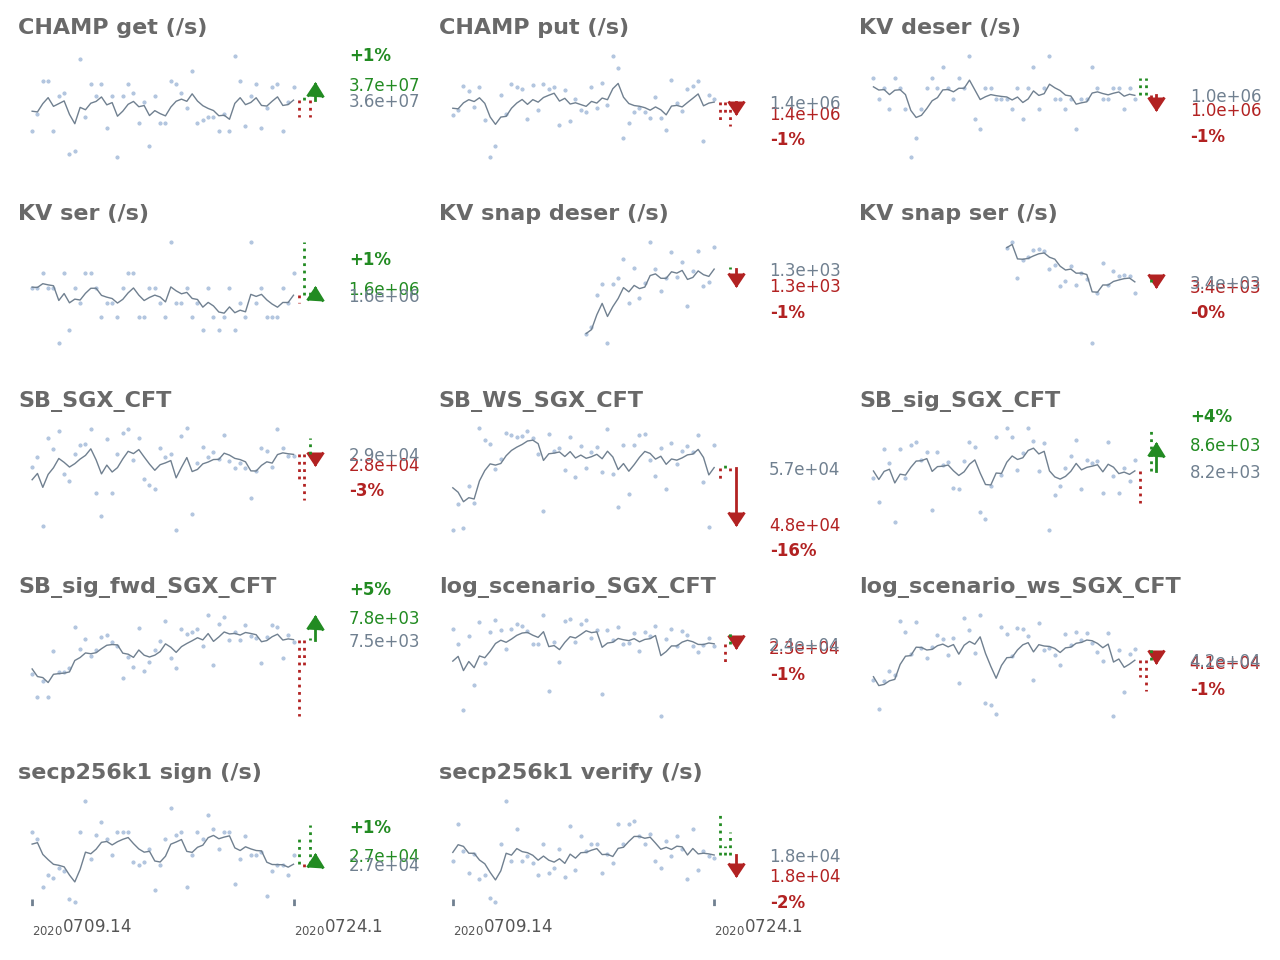 CHAMP get (/s)
+1%
3.7e+07
3.6e+07
CHAMP put (/s)
1.4e+06
1.4e+06
-1%
KV deser (/s)
1.0e+06
1.0e+06
-1%
KV ser (/s)
+1%
1.6e+06
1.6e+06
KV snap deser (/s)
1.3e+03
1.3e+03
-1%
KV snap ser (/s)
3.4e+03
3.4e+03
-0%
SB_SGX_CFT
2.9e+04
2.8e+04
-3%
SB_WS_SGX_CFT
5.7e+04
4.8e+04
-16%
SB_sig_SGX_CFT
+4%
8.6e+03
8.2e+03
SB_sig_fwd_SGX_CFT
+5%
7.8e+03
7.5e+03
log_scenario_SGX_CFT
2.4e+04
2.3e+04
-1%
log_scenario_ws_SGX_CFT
4.2e+04
4.1e+04
-1%
secp256k1 sign (/s)
+1%
2.7e+04
2.7e+04
20200709.14
20200724.1
secp256k1 verify (/s)
1.8e+04
1.8e+04
-2%
20200709.14
20200724.1